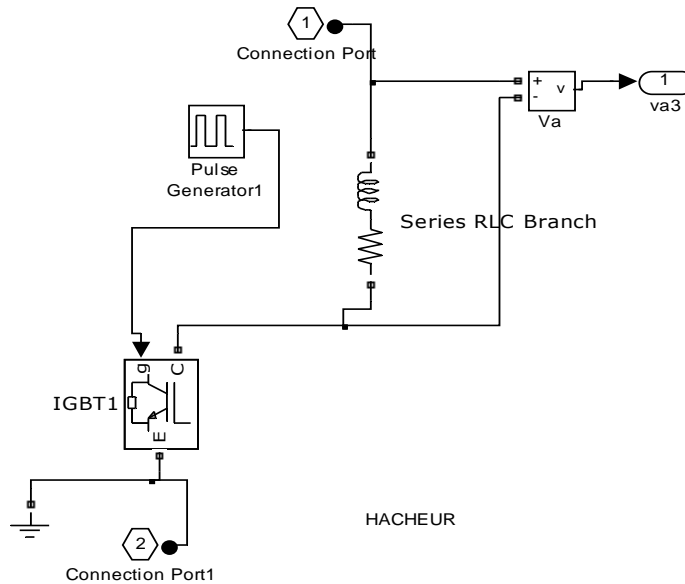 1
Connection Port
+
-
v
Va
1
va3
Pulse
Generator1
Series RLC Branch
g
C
E
IGBT1
HACHEUR
2
Connection Port1